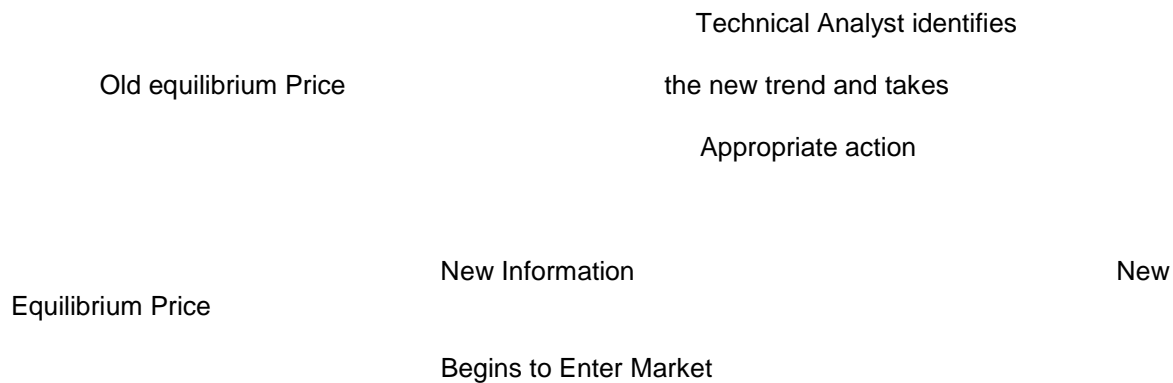 Technical Analyst identifies
Old equilibrium Price the new trend and takes
Appropriate action
New Information New
Equilibrium Price
Begins to Enter Market